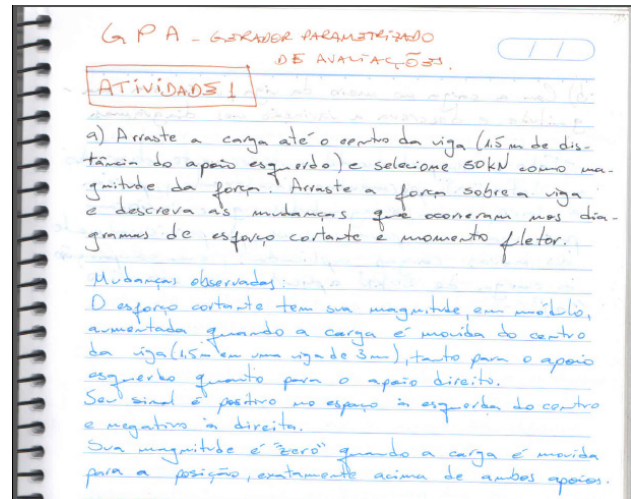 GPA - GERADOR PARAMETRIZADO
DE AVALIAÇÕES.
ATIVIDADE 1
a) Arraste a carga até o centro da viga (1,5 m de dis-
tância do apoio esquerdo) e selecione 50kN como ma-
gnitude da força. Arraste a força sobre a viga
e descreva as mudanças que ocorreram nos dia-
gramas de esforço cortante e momento fletor.
Mudanças observadas:
O esforço cortante tem sua magnitude, em módulo,
aumentada quando a carga é movida do centro
da viga (1,5m em uma viga de 3m), tanto para o apoio
esquerdo quanto para o apoio direito.
Seu sinal é positivo no espaço à esquerda do centro
e negativo à direita.
Sua magnitude é "zero" quando a carga é movida
para a posição, exatamente acima de ambos apoios.